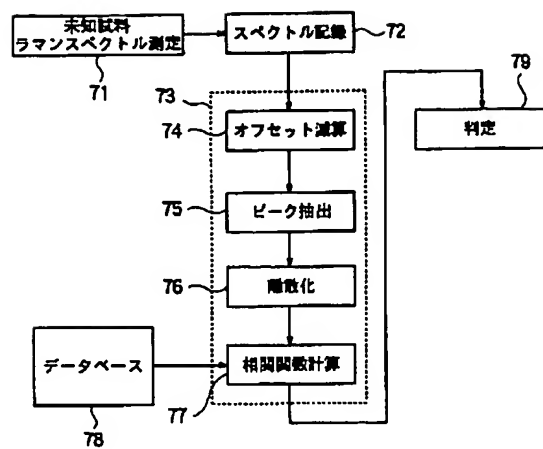 未知試料
ラマンスペクトル測定
71
スペクトル記録
72
73
オフセット減算
74
ピーク抽出
75
離散化
76
相関関数計算
77
データベース
78
判定
79